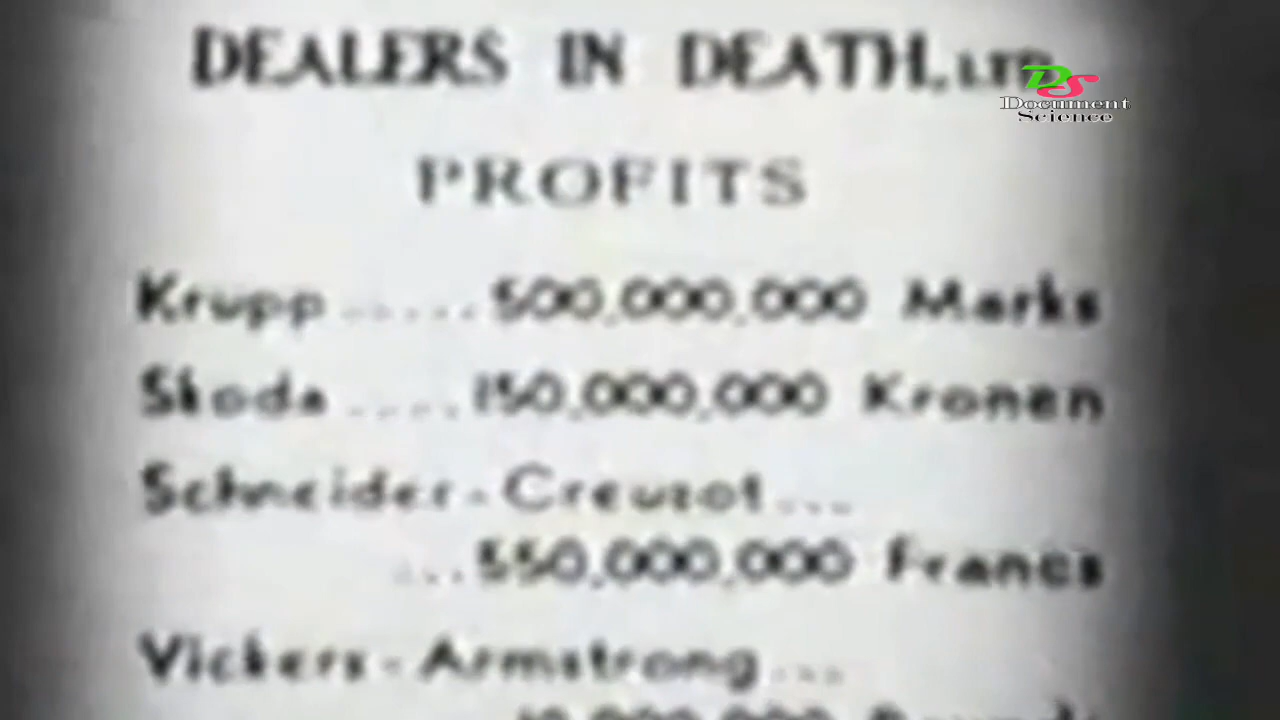 DEALERS IN DEATH, LTD
DS
Document
Science
PROFITS
Krupp ..... 500,000,000 Marks
Skoda .... 150,000,000 Kronen
Schneider - Creuzot ...
... 550,000,000 Francs
Vickers - Armstrong ...